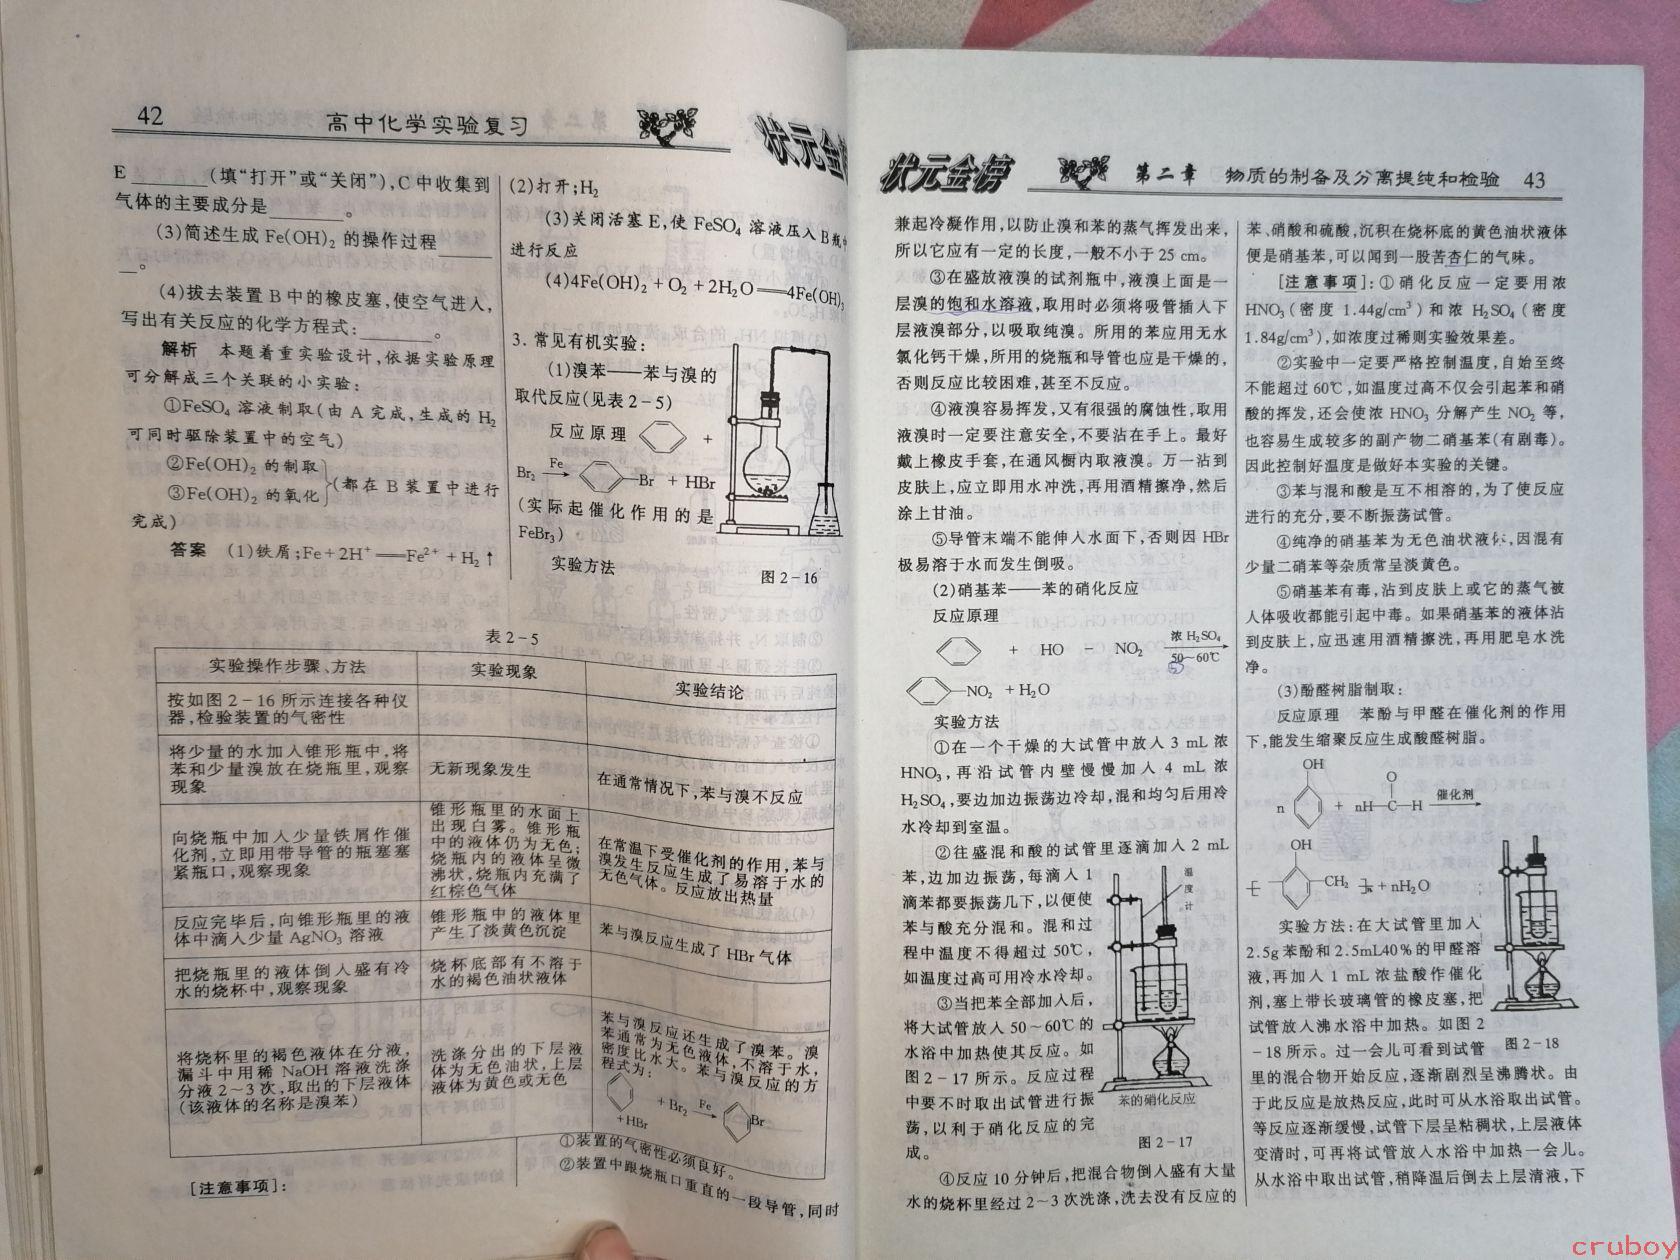 42
高中化学实验复习
状元金榜
E ______(填“打开”或“关闭”),C中收集到
气体的主要成分是______。
(3)简述生成 Fe(OH)₂ 的操作过程______
__。
(4)拔去装置 B 中的橡皮塞,使空气进入,
写出有关反应的化学方程式:______。
解析 本题着重实验设计,依据实验原理
可分解成三个关联的小实验:
①FeSO₄ 溶液制取(由 A 完成,生成的 H₂
可同时驱除装置中的空气)
②Fe(OH)₂ 的制取
③Fe(OH)₂ 的氧化
}(都在 B 装置中进行
完成)
答案 (1)铁屑;Fe+2H⁺══Fe²⁺+H₂↑
(2)打开;H₂
(3)关闭活塞 E,使 FeSO₄ 溶液压入 B 瓶中
进行反应
(4)4Fe(OH)₂+O₂+2H₂O══4Fe(OH)₃
3. 常见有机实验:
(1)溴苯——苯与溴的
取代反应(见表 2-5)
反应原理 +
Br₂ Fe→ —Br + HBr
(实际起催化作用的是
FeBr₃)
实验方法
图 2-16
表 2-5
实验操作步骤、方法 实验现象 实验结论
按如图 2-16 所示连接各种仪
器,检验装置的气密性
将少量的水加入锥形瓶中,将
苯和少量溴放在烧瓶里,观察
现象
无新现象发生
在通常情况下,苯与溴不反应
向烧瓶中加入少量铁屑作催
化剂,立即用带导管的瓶塞塞
紧瓶口,观察现象
锥形瓶里的水面上
出现白雾。锥形瓶
中的液体仍为无色;
烧瓶内的液体呈微
沸状,烧瓶内充满了
红棕色气体
在常温下受催化剂的作用,苯与
溴发生反应生成了易溶于水的
无色气体。反应放出热量
反应完毕后,向锥形瓶里的液
体中滴入少量 AgNO₃ 溶液
锥形瓶中的液体里
产生了淡黄色沉淀
苯与溴反应生成了 HBr 气体
把烧瓶里的液体倒入盛有冷
水的烧杯中,观察现象
烧杯底部有不溶于
水的褐色油状液体
将烧杯里的褐色液体在分液,
漏斗中用稀 NaOH 溶液洗涤
分液 2~3 次,取出的下层液体
(该液体的名称是溴苯)
洗涤分出的下层液
体为无色油状,上层
液体为黄色或无色
苯与溴反应还生成了溴苯。溴
苯通常为无色液体,不溶于水,
密度比水大。苯与溴反应的方
程式为:
+Br₂ Fe→ Br
+HBr
[注意事项]:
①装置的气密性必须良好。
②装置中跟烧瓶口垂直的一段导管,同时
状元金榜
第二章 物质的制备及分离提纯和检验 43
兼起冷凝作用,以防止溴和苯的蒸气挥发出来,
所以它应有一定的长度,一般不小于 25 cm。
③在盛放液溴的试剂瓶中,液溴上面是一
层溴的饱和水溶液,取用时必须将吸管插入下
层液溴部分,以吸取纯溴。所用的苯应用无水
氯化钙干燥,所用的烧瓶和导管也应是干燥的,
否则反应比较困难,甚至不反应。
④液溴容易挥发,又有很强的腐蚀性,取用
液溴时一定要注意安全,不要沾在手上。最好
戴上橡皮手套,在通风橱内取液溴。万一沾到
皮肤上,应立即用水冲洗,再用酒精擦净,然后
涂上甘油。
⑤导管末端不能伸入水面下,否则因 HBr
极易溶于水而发生倒吸。
(2)硝基苯——苯的硝化反应
反应原理
+ HO - NO₂ 浓H₂SO₄ 50~60℃→
—NO₂ +H₂O
实验方法
①在一个干燥的大试管中放入 3 mL 浓
HNO₃,再沿试管内壁慢慢加入 4 mL 浓
H₂SO₄,要边加边振荡边冷却,混和均匀后用冷
水冷却到室温。
②往盛混和酸的试管里逐滴加入 2 mL
苯,边加边振荡,每滴入 1
滴苯都要振荡几下,以便使
苯与酸充分混和。混和过
程中温度不得超过 50℃,
如温度过高可用冷水冷却。
③当把苯全部加入后,
将大试管放入 50~60℃ 的
水浴中加热使其反应。如
图 2-17 所示。反应过程
中要不时取出试管进行振
荡,以利于硝化反应的完
成。
温度计
苯的硝化反应
图 2-17
④反应 10 分钟后,把混合物倒入盛有大量
水的烧杯里经过 2~3 次洗涤,洗去没有反应的
苯、硝酸和硫酸,沉积在烧杯底的黄色油状液体
便是硝基苯,可以闻到一股苦杏仁的气味。
[注意事项]:①硝化反应一定要用浓
HNO₃(密度 1.44g/cm³)和浓 H₂SO₄(密度
1.84g/cm³),如浓度过稀则实验效果差。
②实验中一定要严格控制温度,自始至终
不能超过 60℃,如温度过高不仅会引起苯和硝
酸的挥发,还会使浓 HNO₃ 分解产生 NO₂ 等,
也容易生成较多的副产物二硝基苯(有剧毒)。
因此控制好温度是做好本实验的关键。
③苯与混和酸是互不相溶的,为了使反应
进行的充分,要不断振荡试管。
④纯净的硝基苯为无色油状液体,因混有
少量二硝苯等杂质常呈淡黄色。
⑤硝基苯有毒,沾到皮肤上或它的蒸气被
人体吸收都能引起中毒。如果硝基苯的液体沾
到皮肤上,应迅速用酒精擦洗,再用肥皂水洗
净。
(3)酚醛树脂制取:
反应原理 苯酚与甲醛在催化剂的作用
下,能发生缩聚反应生成酸醛树脂。
OH O
n + nH—C—H 催化剂→
OH
—CH₂ ]n+nH₂O
实验方法:在大试管里加入
2.5g 苯酚和 2.5mL40%的甲醛溶
液,再加入 1 mL 浓盐酸作催化
剂,塞上带长玻璃管的橡皮塞,把
试管放入沸水浴中加热。如图 2
-18 所示。过一会儿可看到试管
图 2-18
里的混合物开始反应,逐渐剧烈呈沸腾状。由
于此反应是放热反应,此时可从水浴取出试管。
等反应逐渐缓慢,试管下层呈粘稠状,上层液体
变清时,可再将试管放入水浴中加热一会儿。
从水浴中取出试管,稍降温后倒去上层清液,下
cruboy